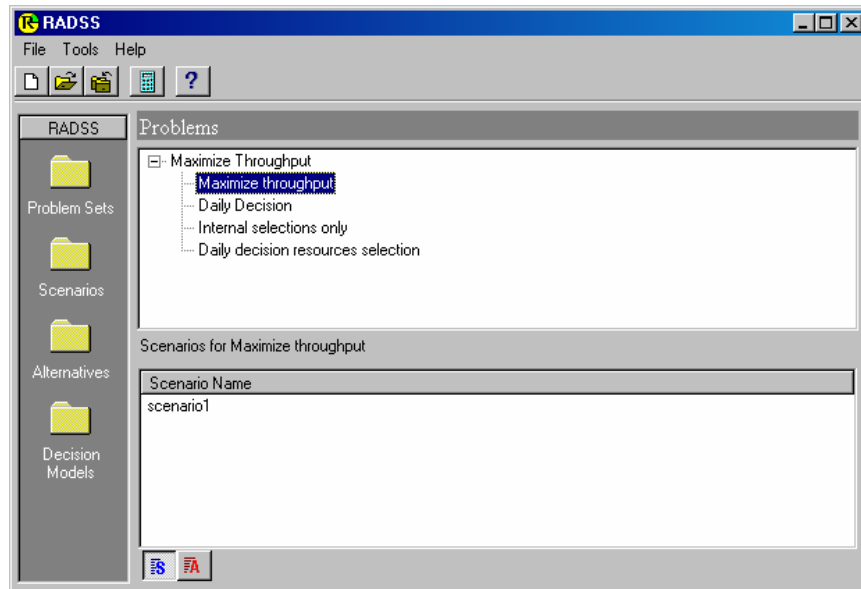 RADSS
File Tools Help
?
RADSS
Problem Sets
Scenarios
Alternatives
Decision
Models
Problems
Maximize Throughput
Maximize throughput
Daily Decision
Internal selections only
Daily decision resources selection
Scenarios for Maximize throughput
Scenario Name
scenario1
S A